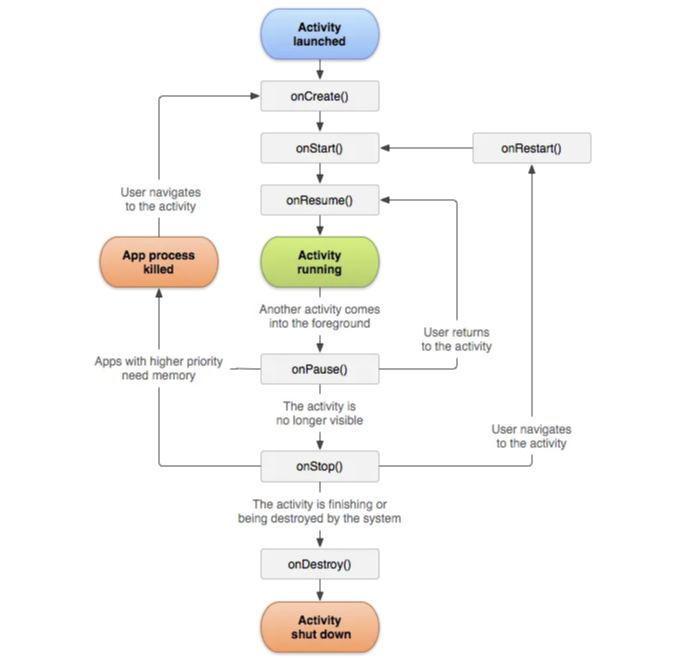 Activity
launched
onCreate()
onStart()
onRestart()
User navigates
to the activity
onResume()
App process
killed
Activity
running
Another activity comes
into the foreground
User returns
to the activity
Apps with higher priority
need memory
onPause()
The activity is
no longer visible
User navigates
to the activity
onStop()
The activity is finishing or
being destroyed by the system
onDestroy()
Activity
shut down